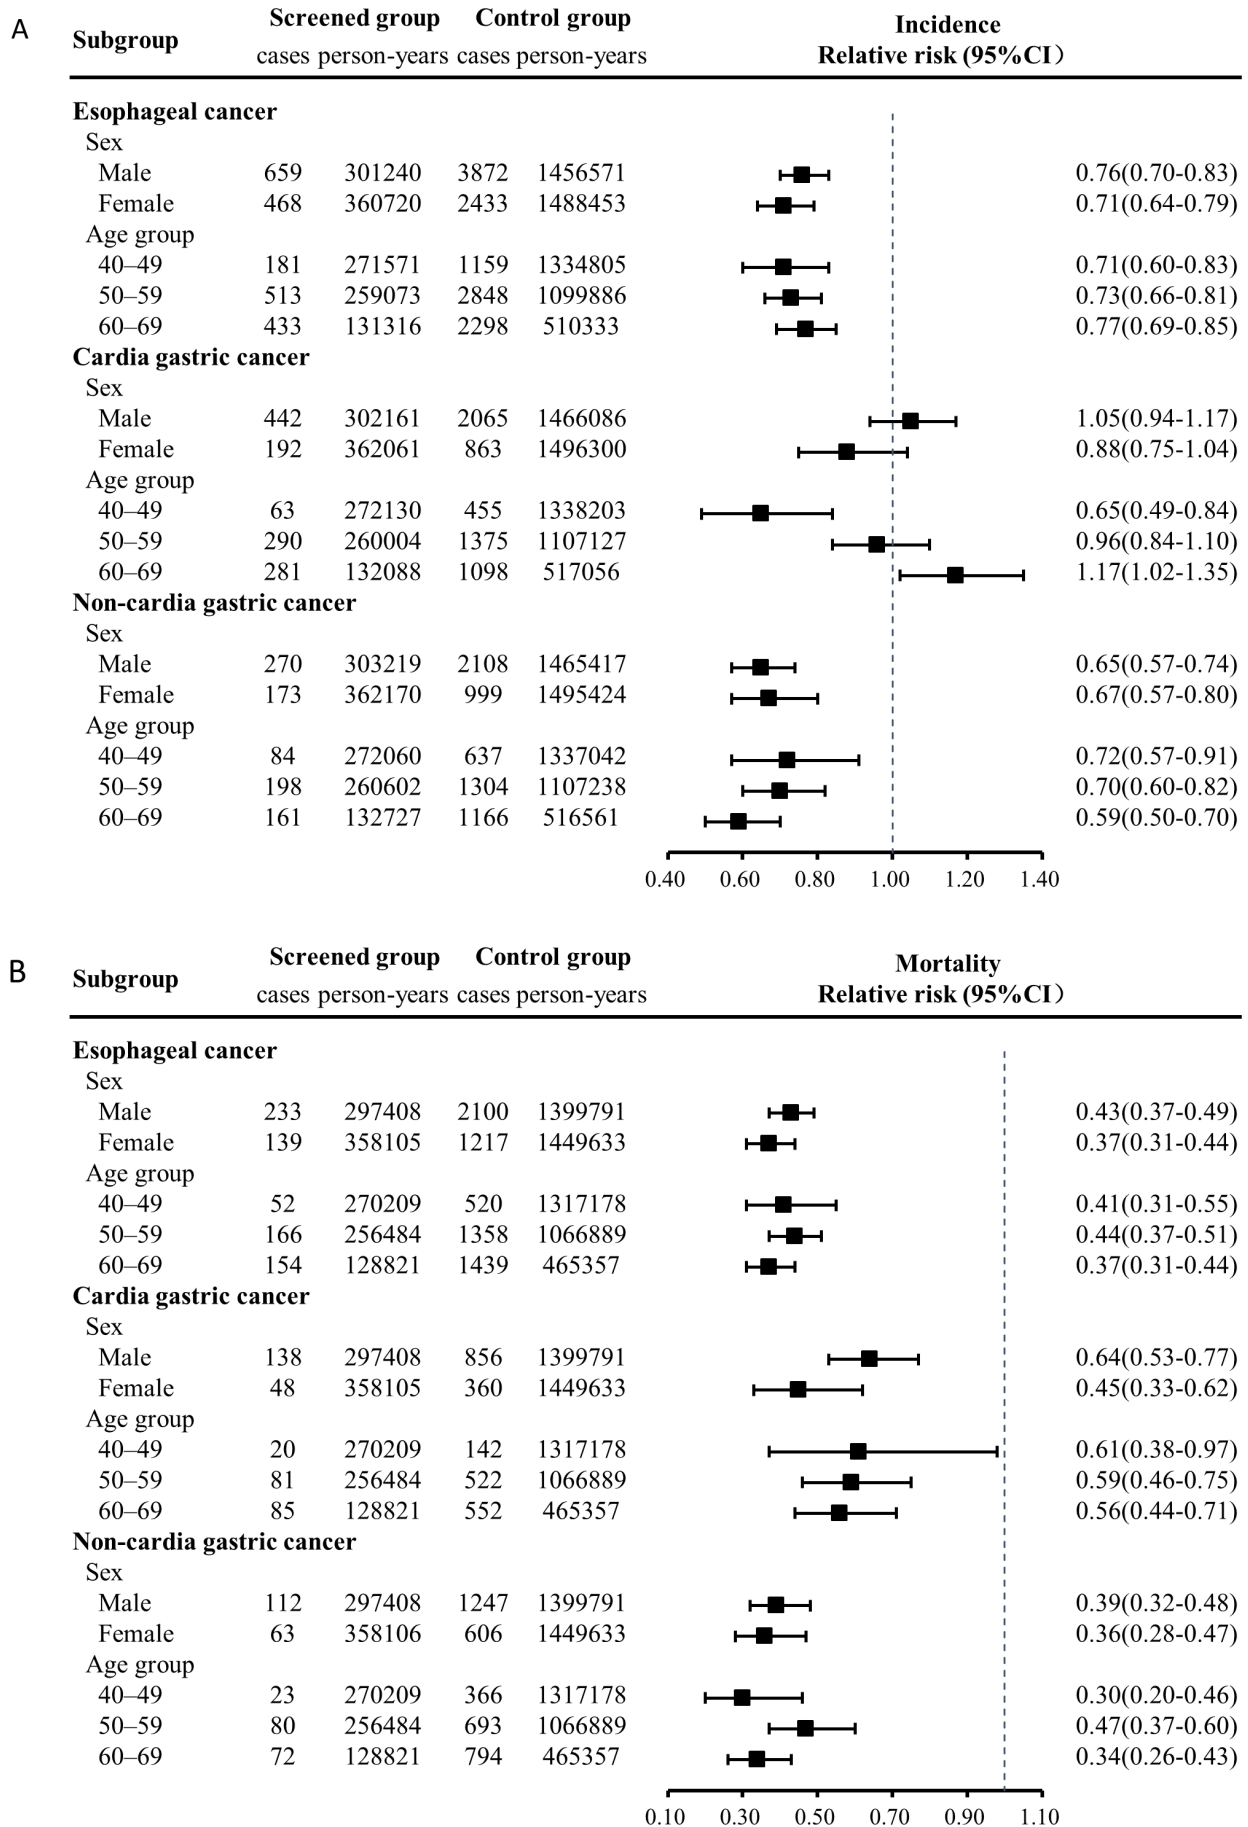 A
Subgroup Screened group Control group Incidence
cases person-years cases person-years Relative risk (95%CI)
Esophageal cancer
Sex
Male 659 301240 3872 1456571 0.76(0.70-0.83)
Female 468 360720 2433 1488453 0.71(0.64-0.79)
Age group
40–49 181 271571 1159 1334805 0.71(0.60-0.83)
50–59 513 259073 2848 1099886 0.73(0.66-0.81)
60–69 433 131316 2298 510333 0.77(0.69-0.85)
Cardia gastric cancer
Sex
Male 442 302161 2065 1466086 1.05(0.94-1.17)
Female 192 362061 863 1496300 0.88(0.75-1.04)
Age group
40–49 63 272130 455 1338203 0.65(0.49-0.84)
50–59 290 260004 1375 1107127 0.96(0.84-1.10)
60–69 281 132088 1098 517056 1.17(1.02-1.35)
Non-cardia gastric cancer
Sex
Male 270 303219 2108 1465417 0.65(0.57-0.74)
Female 173 362170 999 1495424 0.67(0.57-0.80)
Age group
40–49 84 272060 637 1337042 0.72(0.57-0.91)
50–59 198 260602 1304 1107238 0.70(0.60-0.82)
60–69 161 132727 1166 516561 0.59(0.50-0.70)
0.40 0.60 0.80 1.00 1.20 1.40
B
Subgroup Screened group Control group Mortality
cases person-years cases person-years Relative risk (95%CI)
Esophageal cancer
Sex
Male 233 297408 2100 1399791 0.43(0.37-0.49)
Female 139 358105 1217 1449633 0.37(0.31-0.44)
Age group
40–49 52 270209 520 1317178 0.41(0.31-0.55)
50–59 166 256484 1358 1066889 0.44(0.37-0.51)
60–69 154 128821 1439 465357 0.37(0.31-0.44)
Cardia gastric cancer
Sex
Male 138 297408 856 1399791 0.64(0.53-0.77)
Female 48 358105 360 1449633 0.45(0.33-0.62)
Age group
40–49 20 270209 142 1317178 0.61(0.38-0.97)
50–59 81 256484 522 1066889 0.59(0.46-0.75)
60–69 85 128821 552 465357 0.56(0.44-0.71)
Non-cardia gastric cancer
Sex
Male 112 297408 1247 1399791 0.39(0.32-0.48)
Female 63 358106 606 1449633 0.36(0.28-0.47)
Age group
40–49 23 270209 366 1317178 0.30(0.20-0.46)
50–59 80 256484 693 1066889 0.47(0.37-0.60)
60–69 72 128821 794 465357 0.34(0.26-0.43)
0.10 0.30 0.50 0.70 0.90 1.10